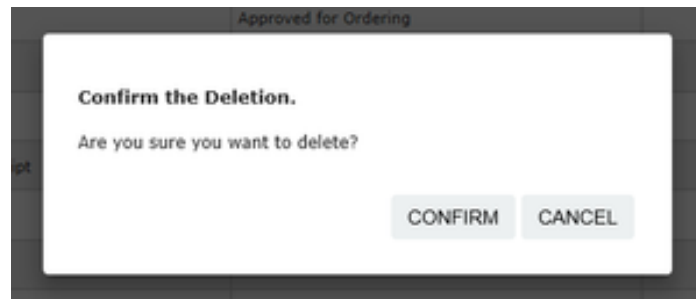 Approved for Ordering
Confirm the Deletion.
Are you sure you want to delete?
CONFIRM CANCEL